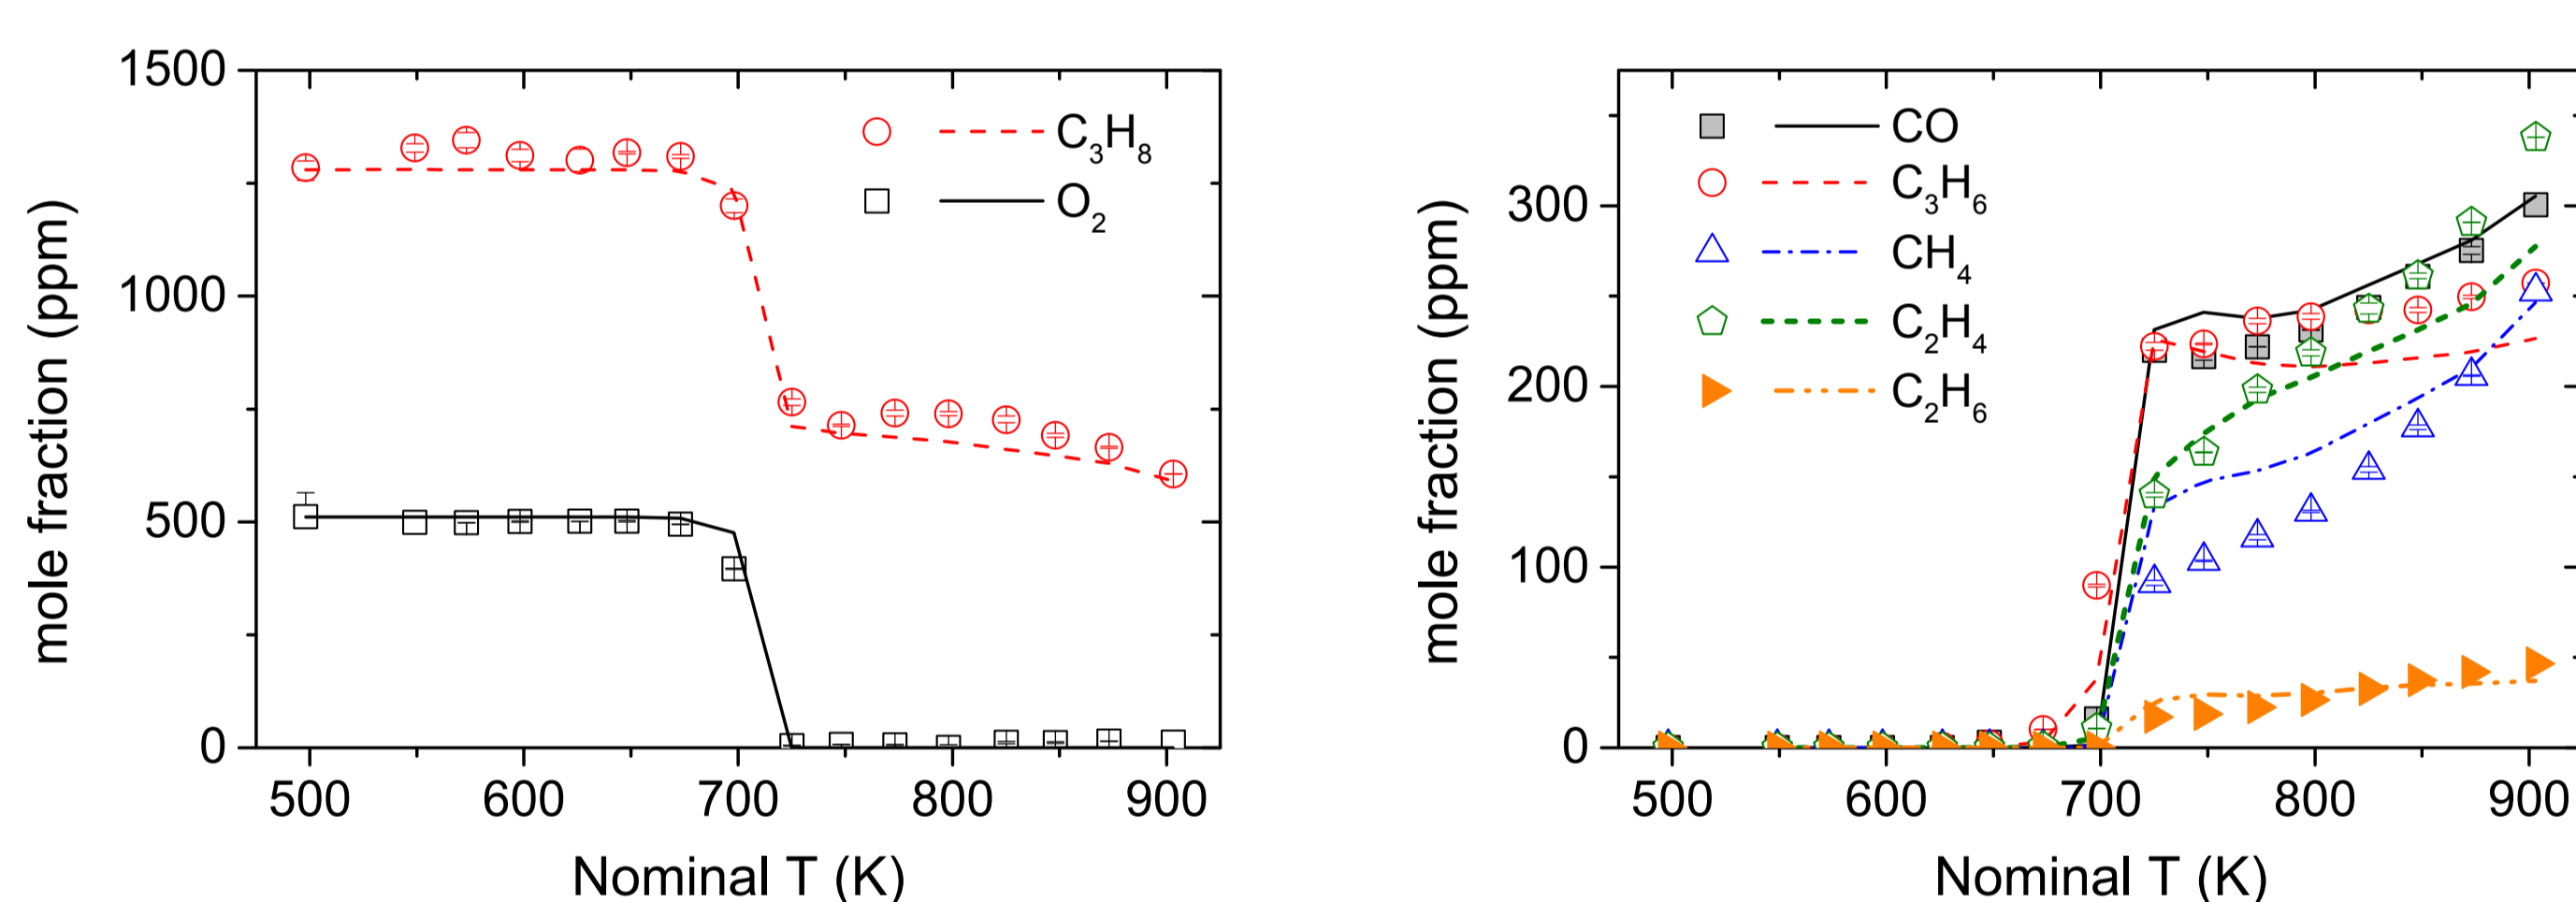 mole fraction (ppm)
1500
1000
500
0
C3H8
O2
500 600 700 800 900
Nominal T (K)
mole fraction (ppm)
300
200
100
0
CO
C3H6
CH4
C2H4
C2H6
500 600 700 800 900
Nominal T (K)